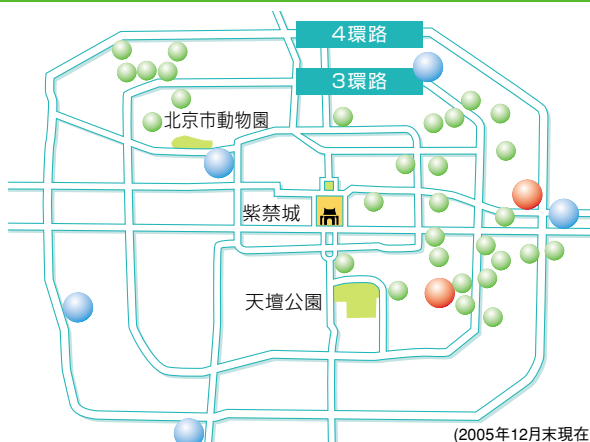 4環路
3環路
北京市動物園
紫禁城
天壇公園
(2005年12月末現在